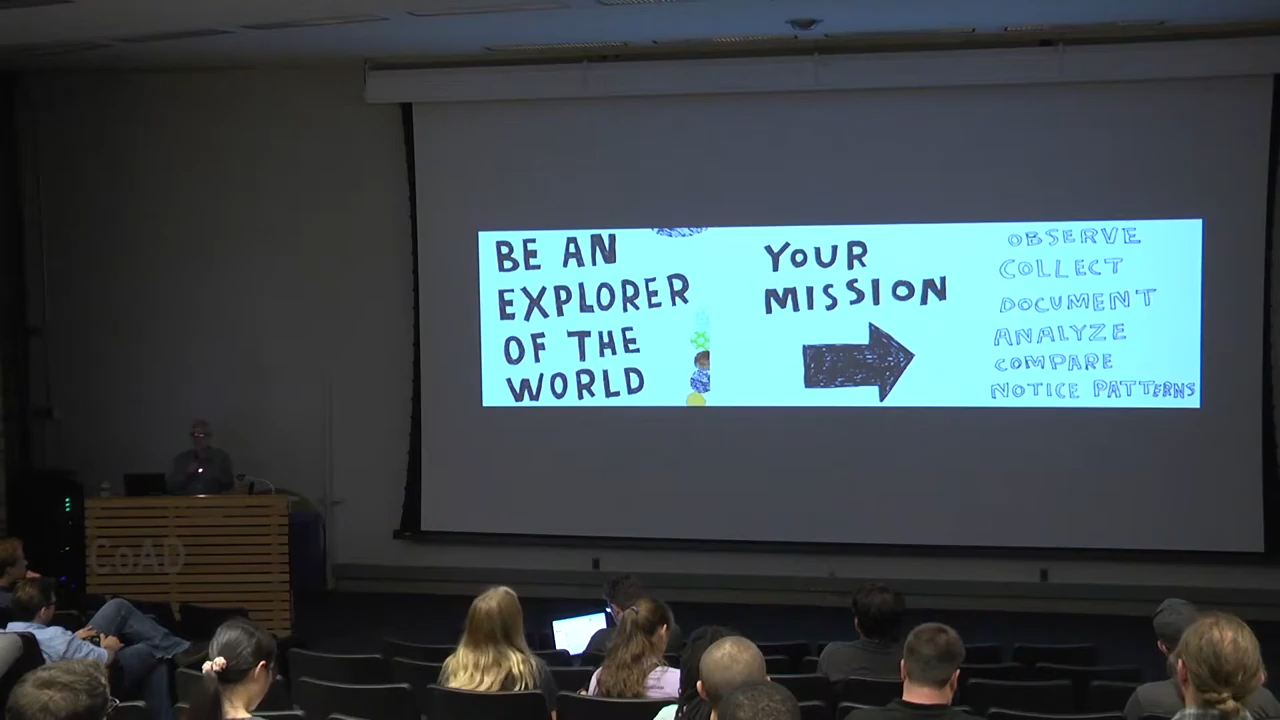 BE AN
EXPLORER
OF THE
WORLD
YOUR
MISSION
OBSERVE
COLLECT
DOCUMENT
ANALYZE
COMPARE
NOTICE PATTERNS
CoAD